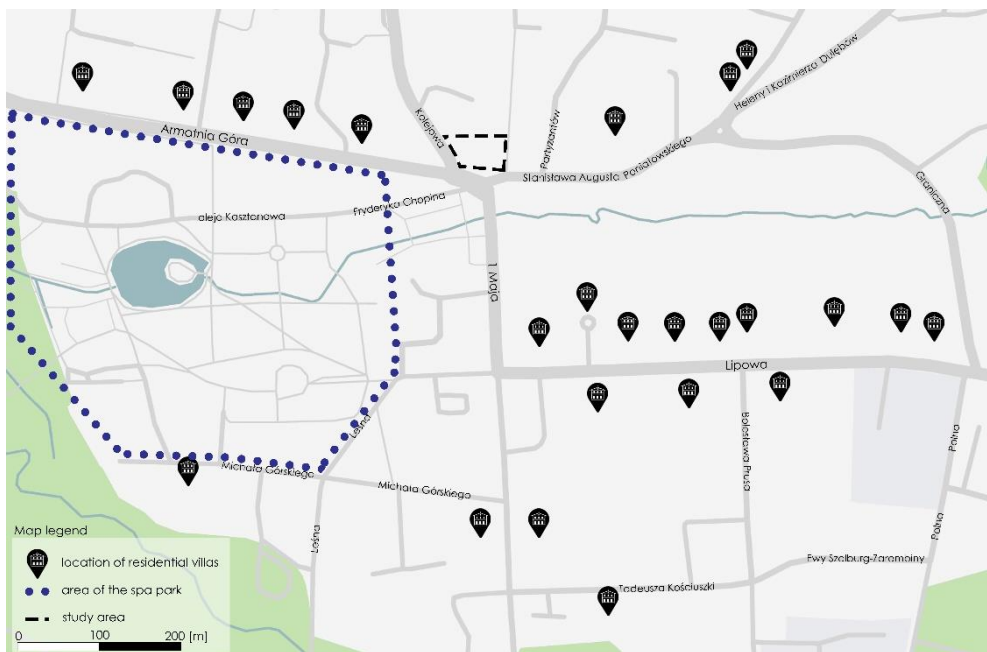 Heleny i Kazimierza Dulębów
Kolejowa
Armatnia Góra
Partyzantów
Stanisława Augusta Poniatowskiego
Graniczna
Fryderyka Chopina
aleja Kasztanowa
1 Maja
Lipowa
Leśna
Bolesława Prusa
Polna
Michała Górskiego
Michała Górskiego
Leśna
Polna
Ewy Szelburg-Zarembiny
Tadeusza Kościuszki
Map legend
location of residential villas
area of the spa park
study area
0 100 200 [m]